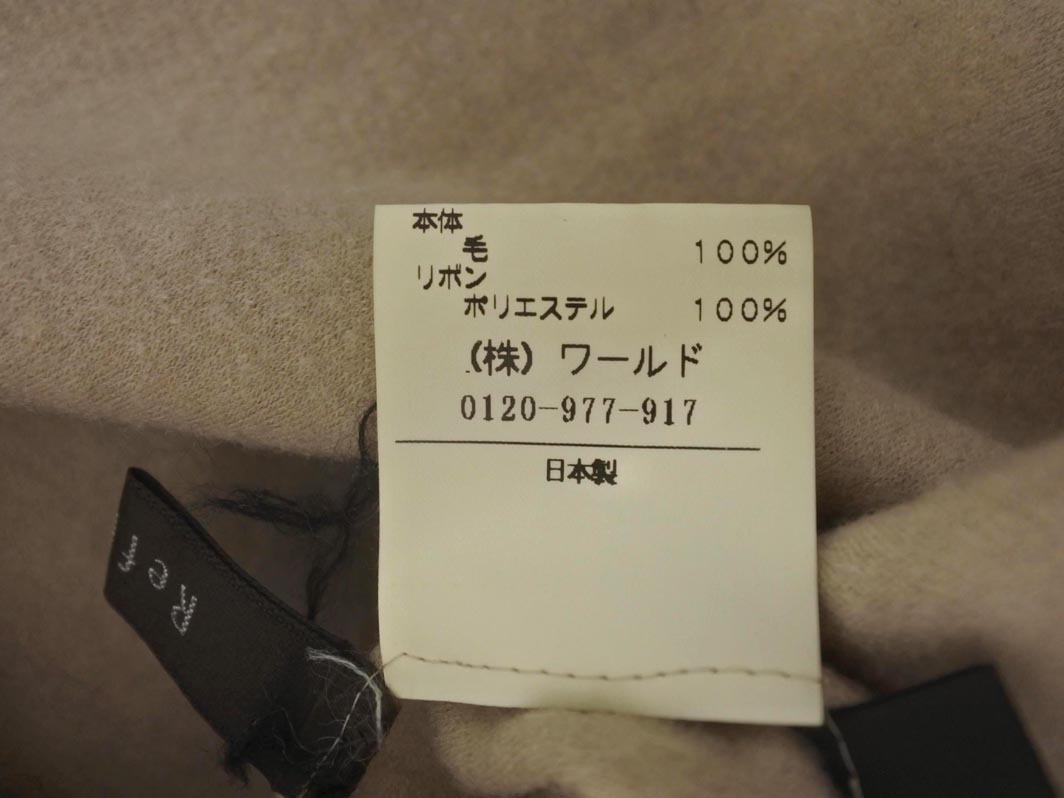 本体
毛 100%
リボン
ポリエステル 100%
(株) ワールド
0120-977-917
日本製